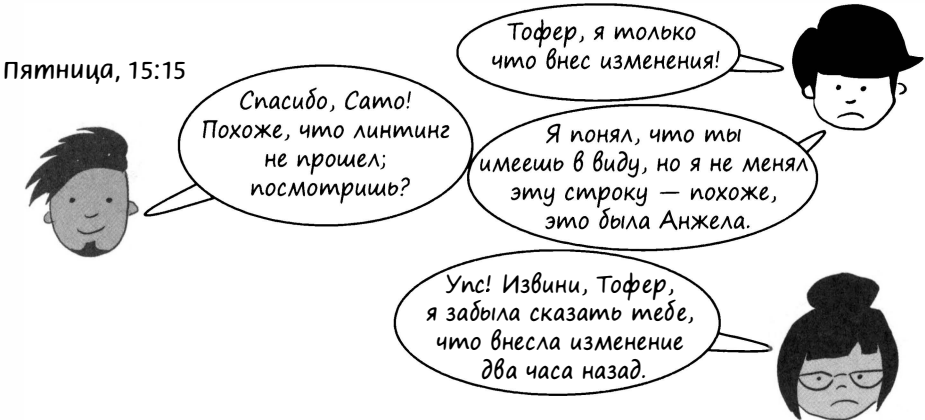 Пятница, 15:15
Тофер, я только
что внес изменения!
Спасибо, Сато!
Похоже, что линтинг
не прошел;
посмотришь?
Я понял, что ты
имеешь в виду, но я не менял
эту строку — похоже,
это была Анжела.
Упс! Извини, Тофер,
я забыла сказать тебе,
что внесла изменение
два часа назад.